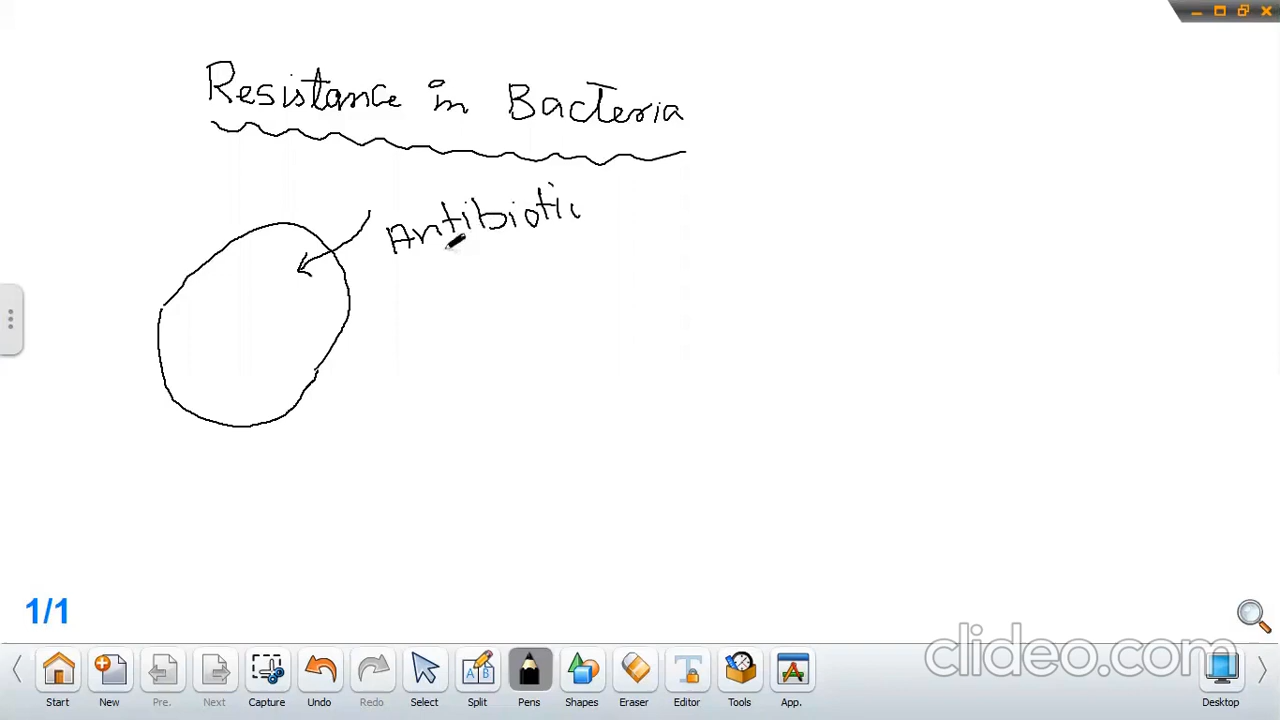 Resistance in Bacteria
Antibiotic
1/1
Start New Pre. Next Capture Undo Redo Select Split Pens Shapes Eraser Editor Tools App. Desktop
clideo.com